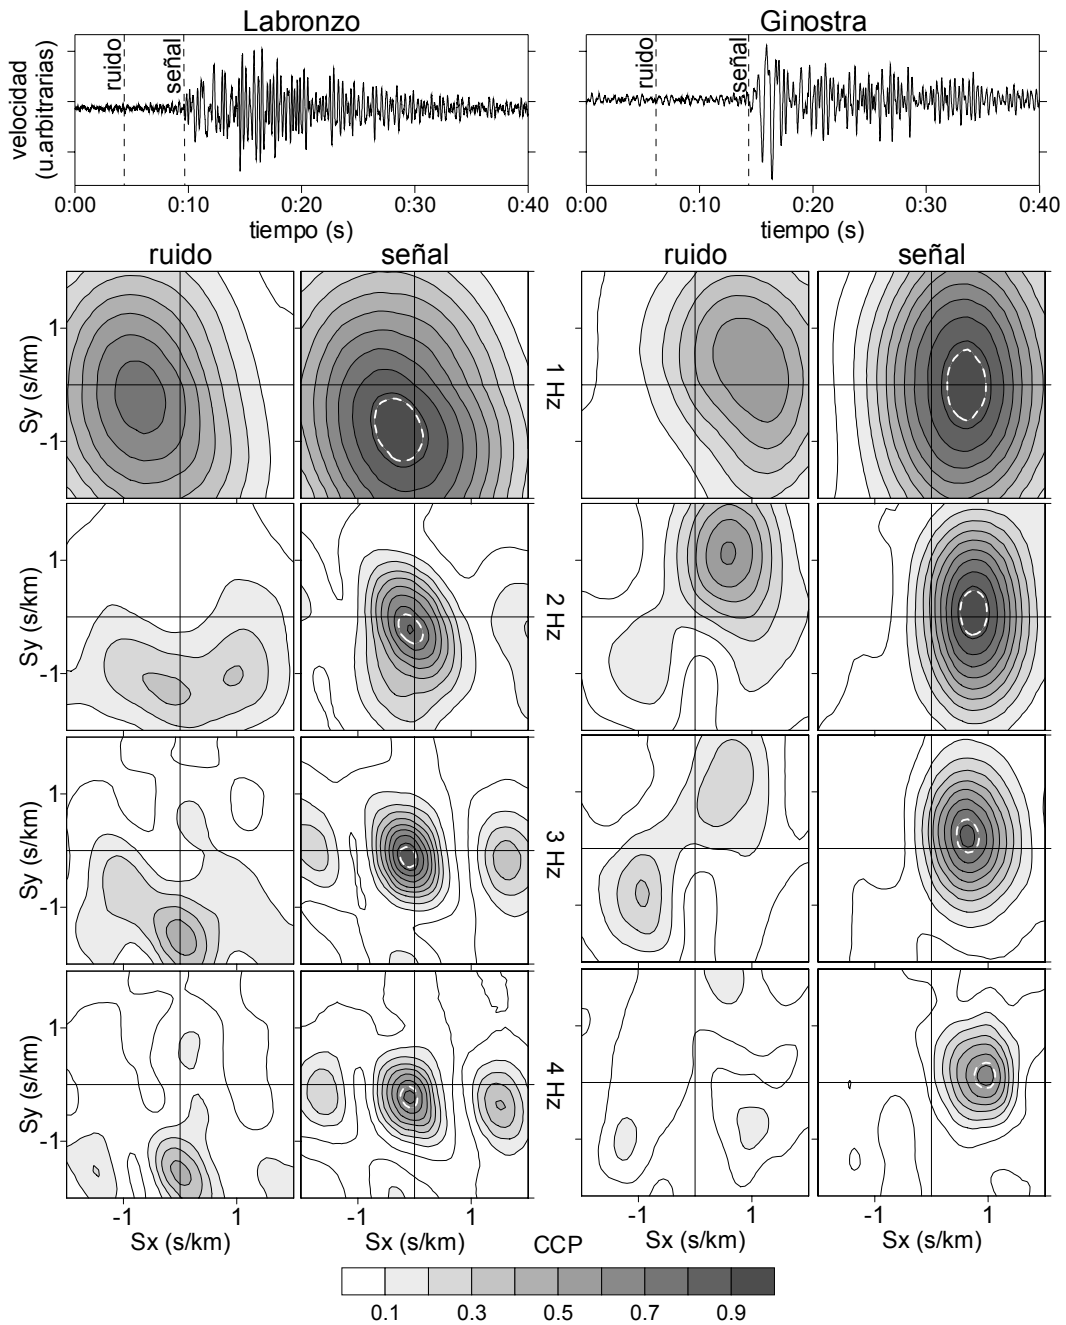 Labronzo
Ginostra
velocidad
(u.arbitrarias)
ruido
señal
ruido
señal
0:00 0:10 0:20 0:30 0:40
0:00 0:10 0:20 0:30 0:40
tiempo (s)
tiempo (s)
ruido
señal
ruido
señal
Sy (s/km)
1
-1
1 Hz
Sy (s/km)
1
-1
2 Hz
Sy (s/km)
1
-1
3 Hz
Sy (s/km)
1
-1
4 Hz
-1 1 -1 1 -1 1 -1 1
Sx (s/km) Sx (s/km) Sx (s/km) Sx (s/km)
CCP
0.1 0.3 0.5 0.7 0.9